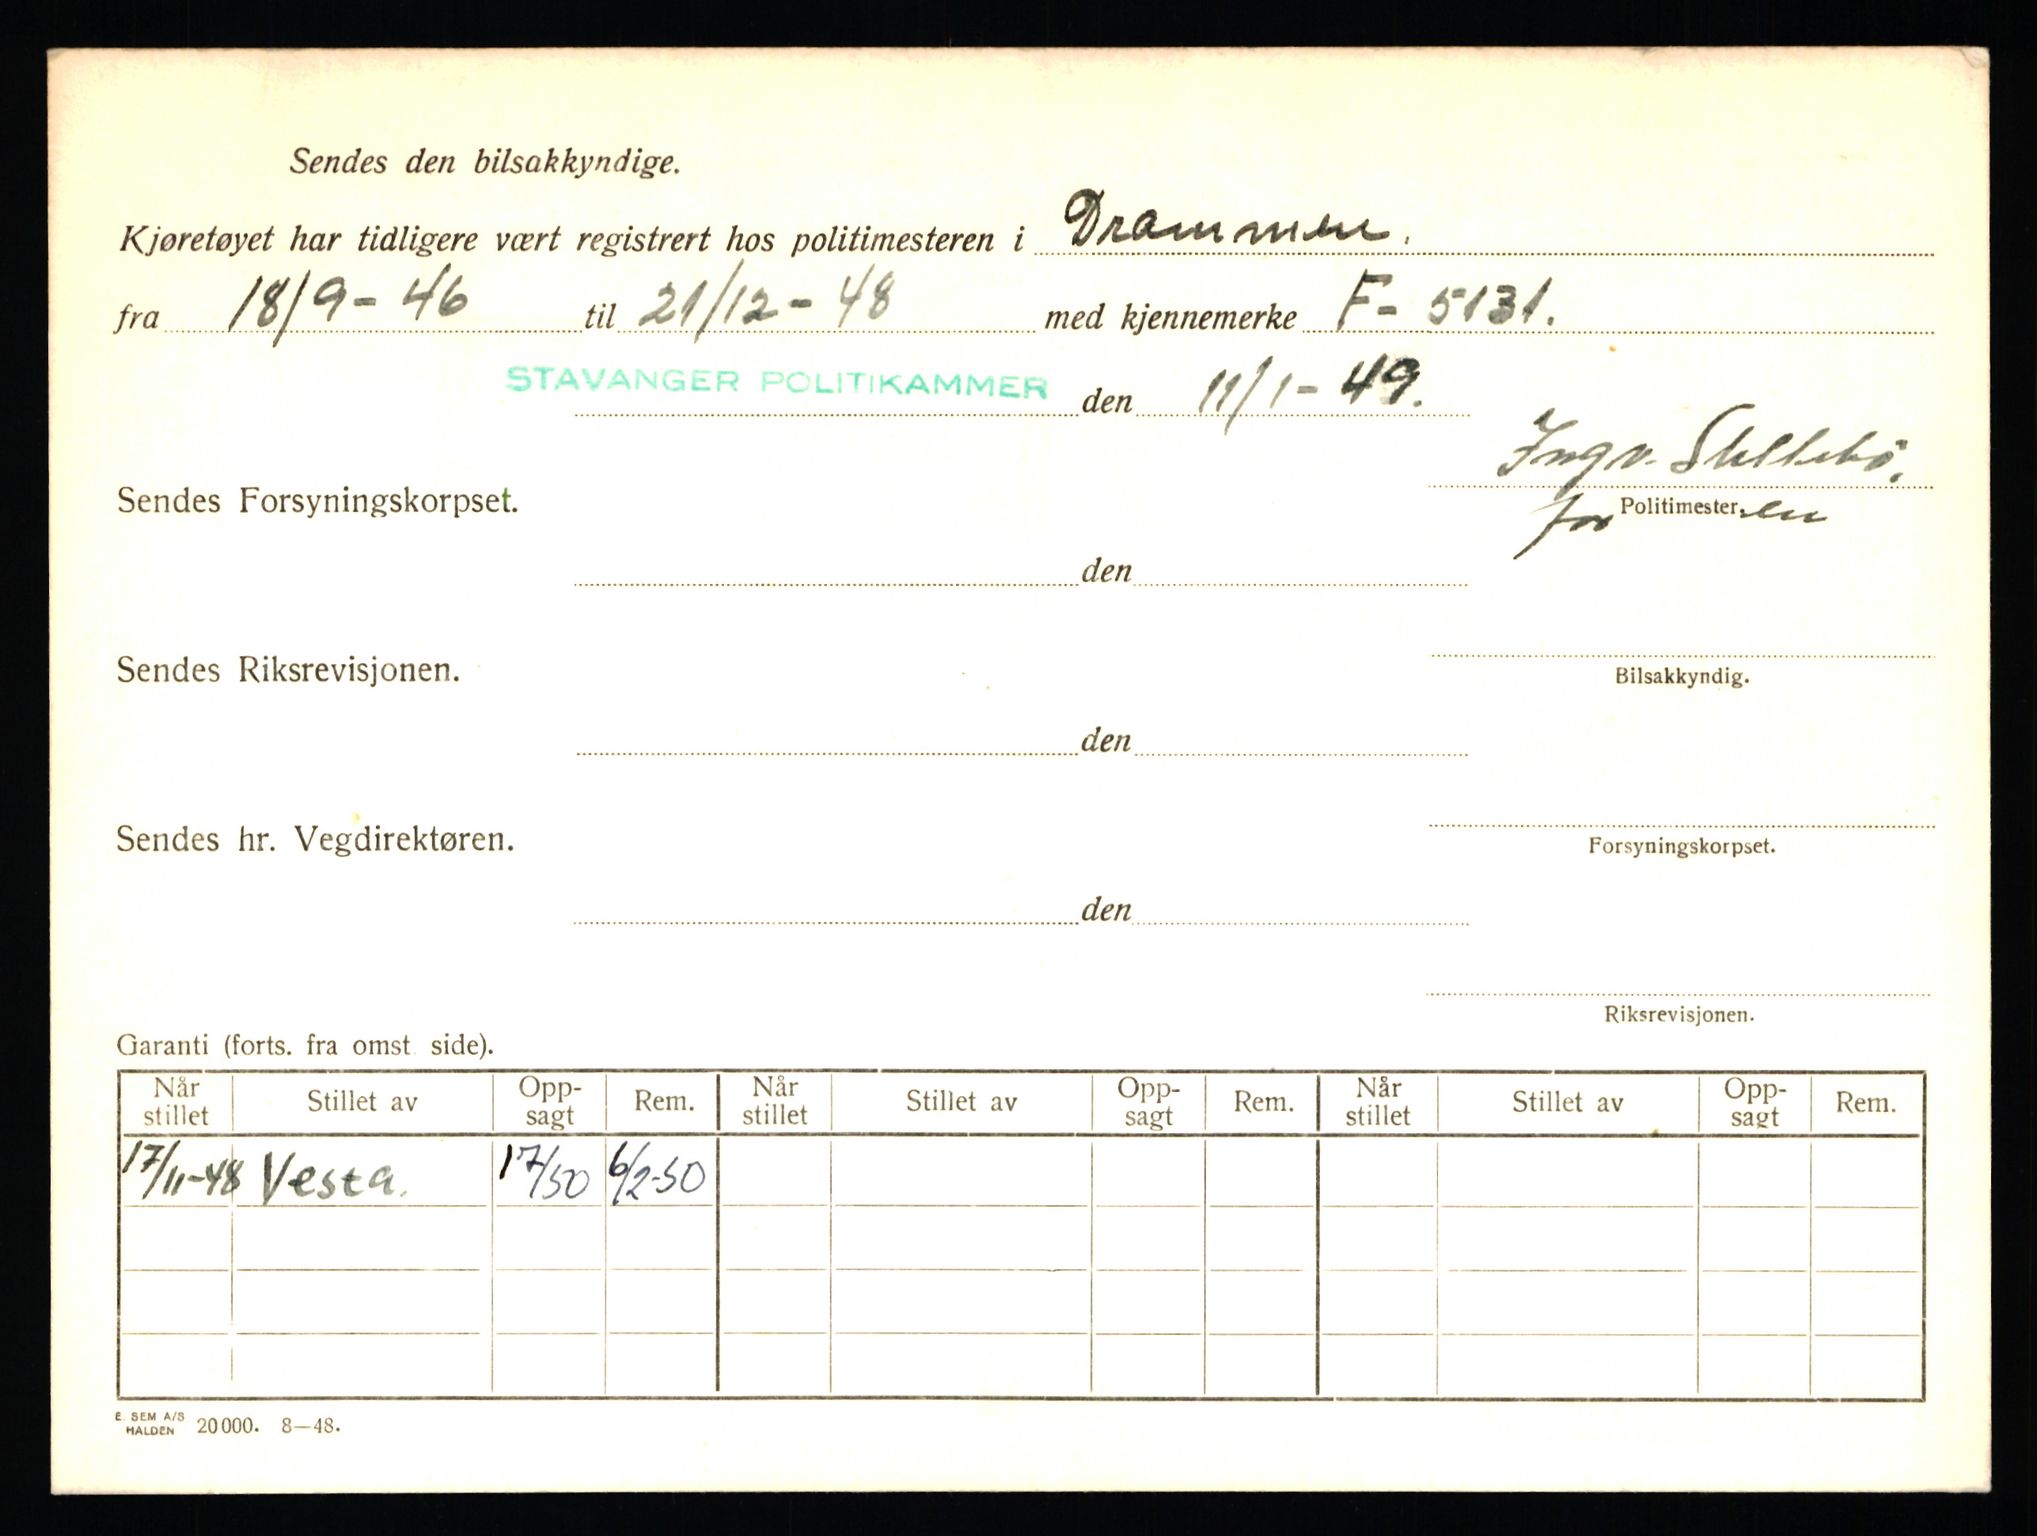 Sendes den bilsakkyndige.
Kjøretøyet har tidligere vært registrert hos politimesteren i Drammen.
fra 18/9-46 til 21/12-48 med kjennemerke F- 5131.
STAVANGER POLITIKAMMER den 11/1-49.
Ingv.
Sendes Forsyningskorpset.
for Politimester.en
den
Sendes Riksrevisjonen.
Bilsakkyndig.
den
Sendes hr. Vegdirektøren.
Forsyningskorpset.
den
Riksrevisjonen.
Garanti (forts. fra omst. side).
Når stillet Stillet av Opp-sagt Rem. Når stillet Stillet av Opp-sagt Rem. Når stillet Stillet av Opp-sagt Rem.
17/11-48 Vesta. 17/50 6/2-50
E. SEM A/S
HALDEN 20000. 8—48.